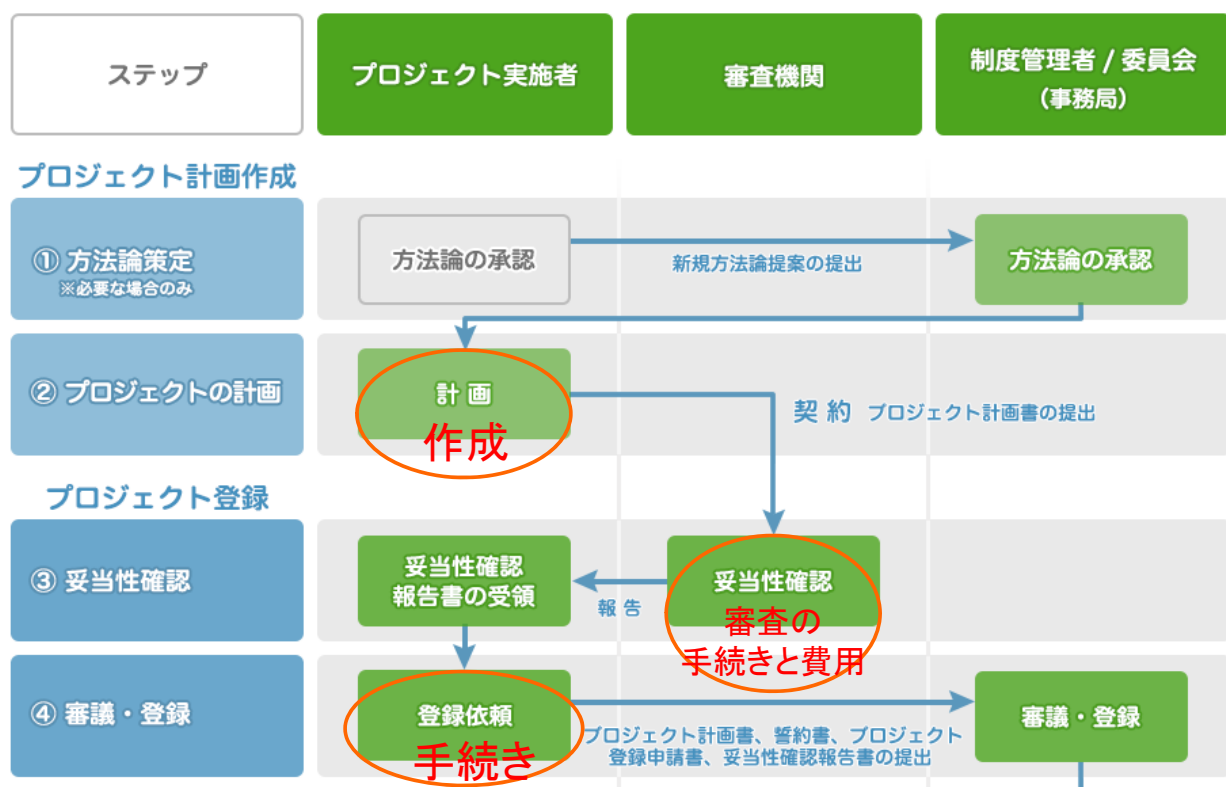 ステップ
プロジェクト実施者
審査機関
制度管理者 / 委員会
（事務局）
プロジェクト計画作成
① 方法論策定
※必要な場合のみ
方法論の承認
新規方法論提案の提出
方法論の承認
② プロジェクトの計画
計 画
作成
契 約 プロジェクト計画書の提出
プロジェクト登録
③ 妥当性確認
妥当性確認
報告書の受領
報 告
妥当性確認
審査の
手続きと費用
④ 審議・登録
登録依頼
手続き
プロジェクト計画書、誓約書、プロジェクト
登録申請書、妥当性確認報告書の提出
審議・登録